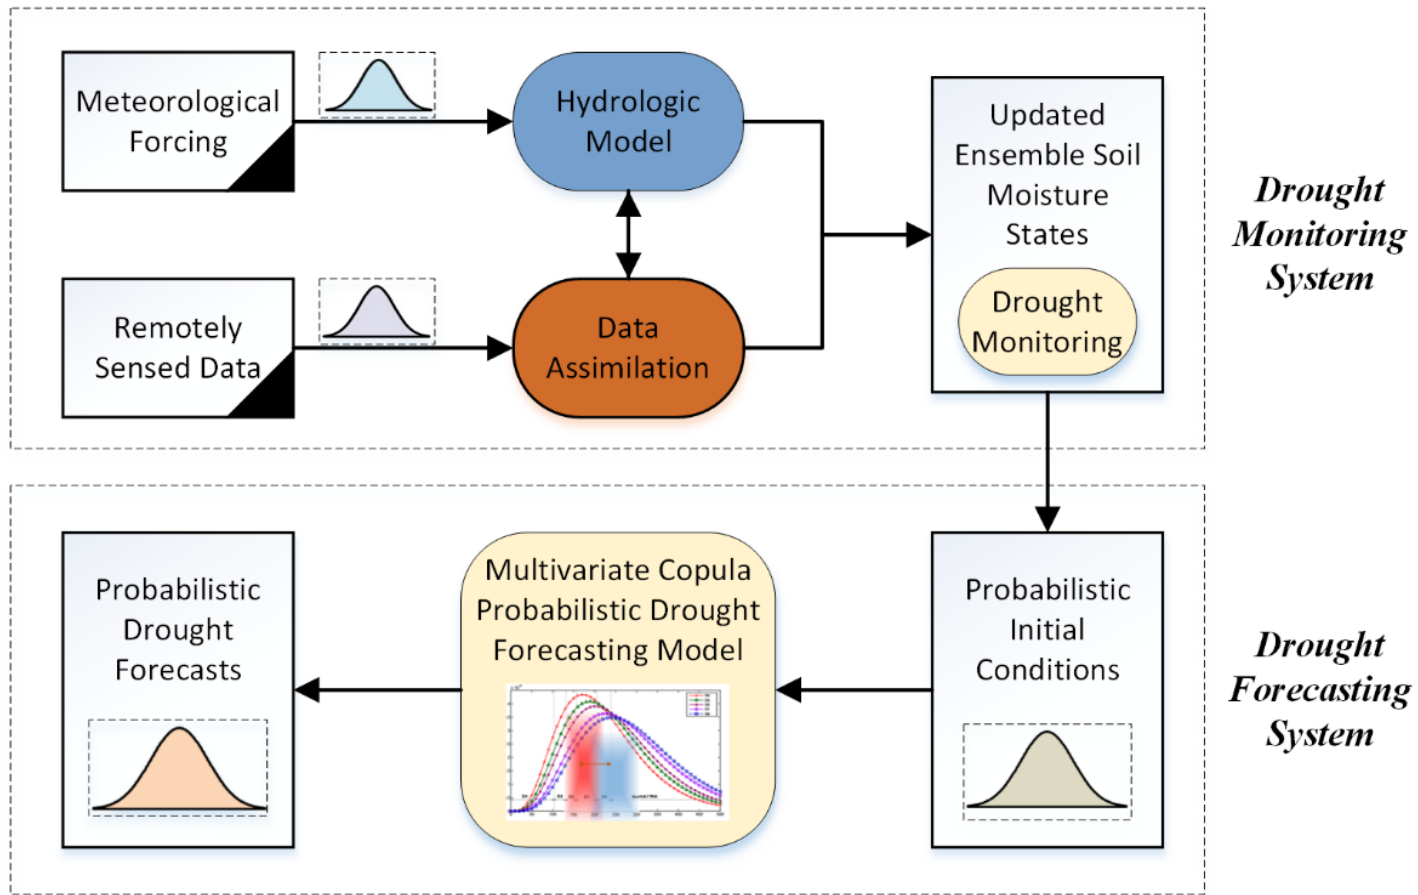 Meteorological
Forcing
Hydrologic
Model
Updated
Ensemble Soil
Moisture
States
Drought
Monitoring
Drought
Monitoring
System
Remotely
Sensed Data
Data
Assimilation
Probabilistic
Drought
Forecasts
Multivariate Copula
Probabilistic Drought
Forecasting Model
Probabilistic
Initial
Conditions
Drought
Forecasting
System